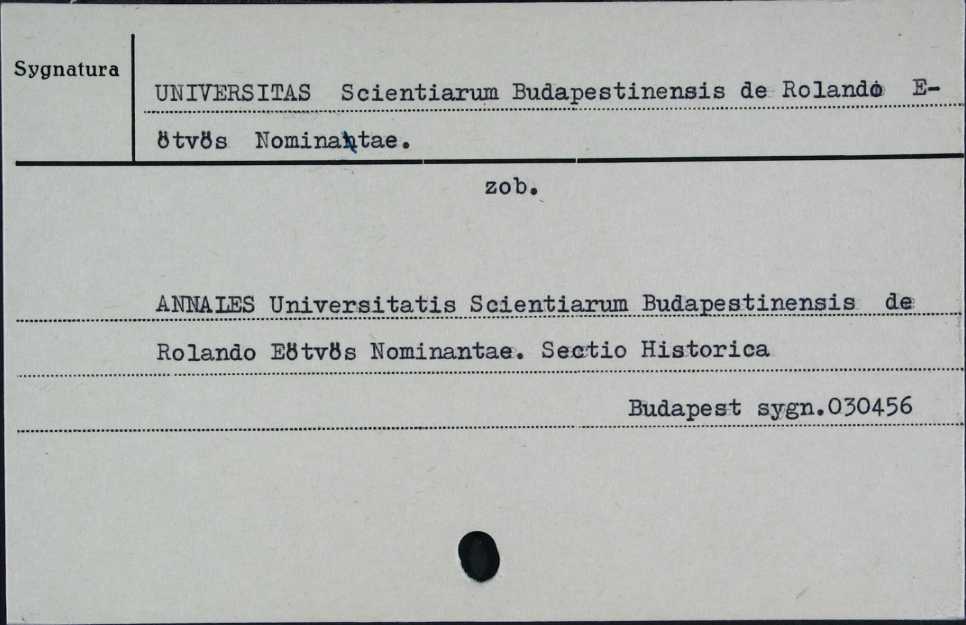 Sygnatura
UNIVERSITAS Scientiarum Budapestinensis de Rolando E-
ötvös Nominatae.
zob.
ANNALES Universitatis Scientiarum Budapestinensis de
Rolando Eötvös Nominantae. Sectio Historica
Budapest sygn.030456